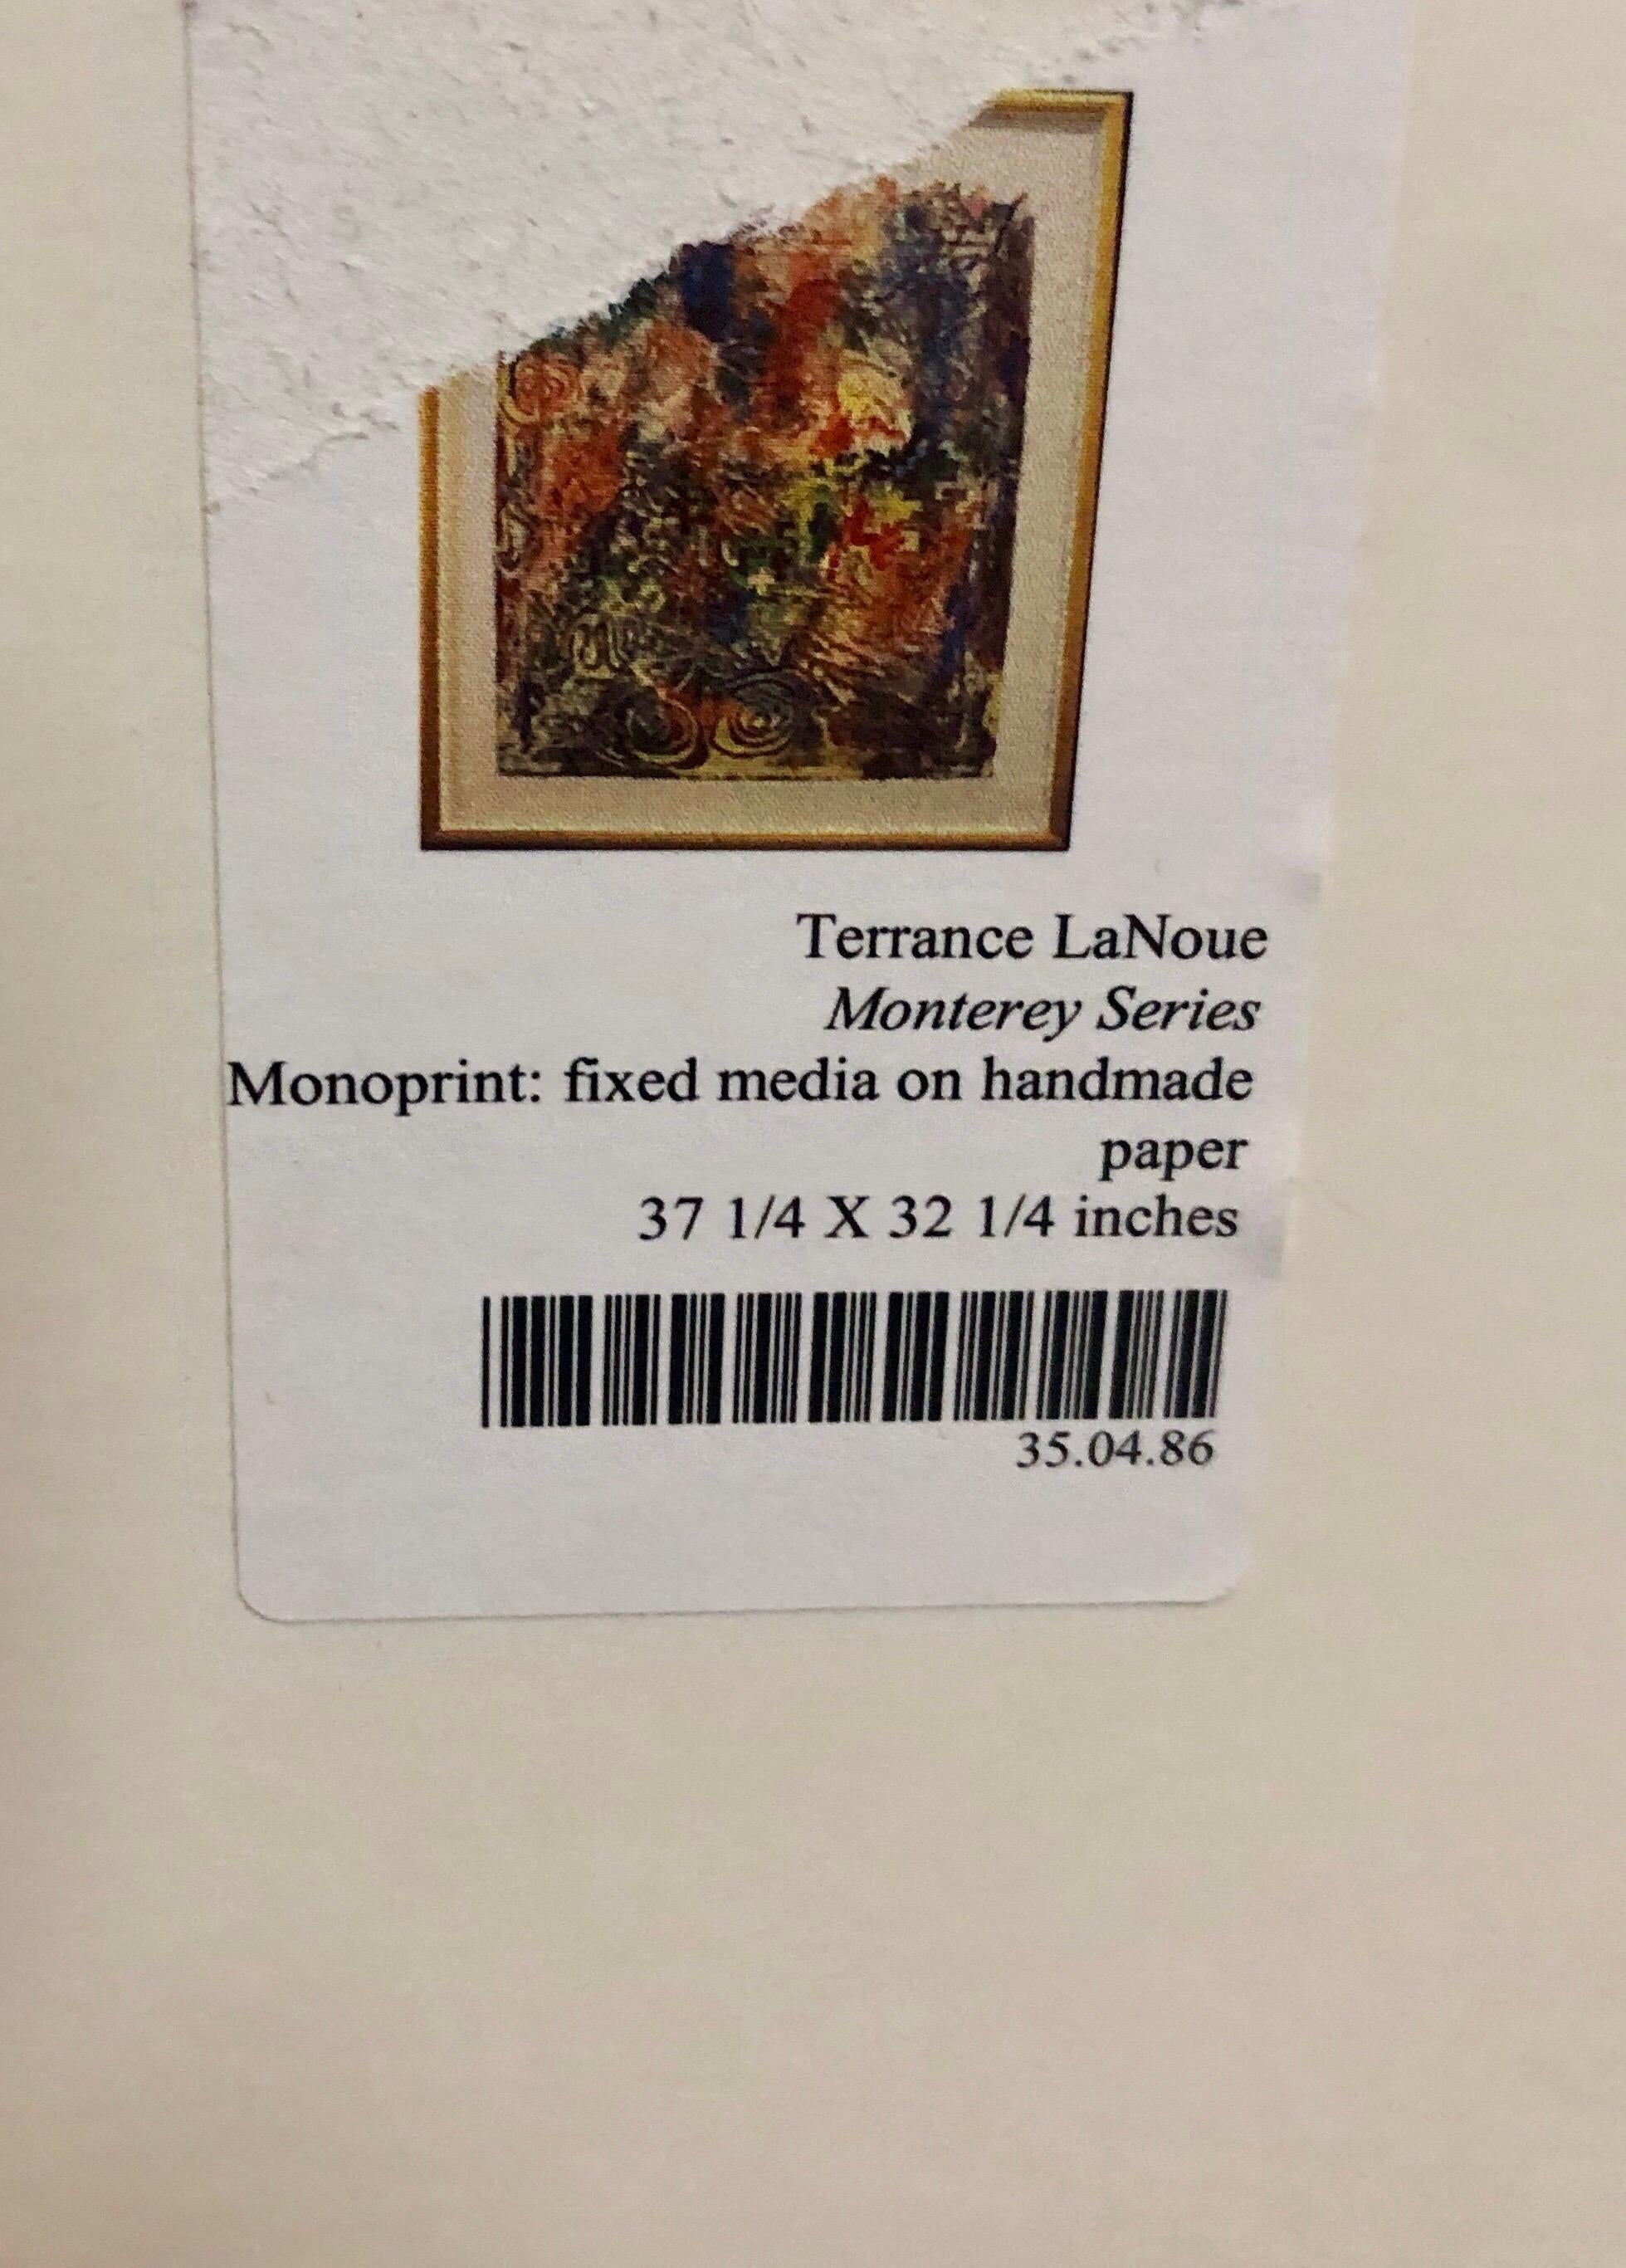 Terrance LaNoue
Monterey Series
Monoprint: fixed media on handmade
paper
37 1/4 X 32 1/4 inches
35.04.86